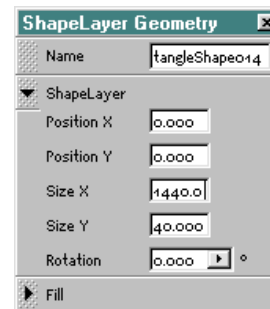 ShapeLayer Geometry
Name tangleShape014
ShapeLayer
Position X 0.000
Position Y 0.000
Size X 1440.0
Size Y 40.000
Rotation 0.000 °
Fill